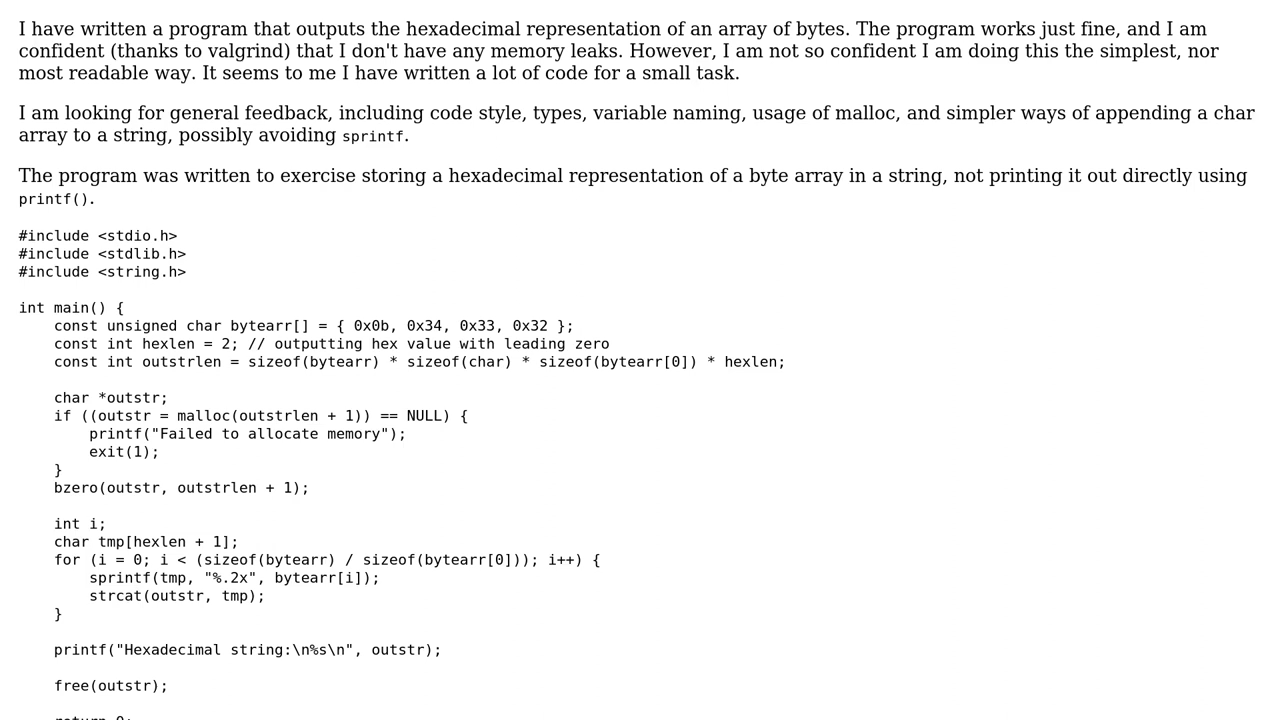 I have written a program that outputs the hexadecimal representation of an array of bytes. The program works just fine, and I am
confident (thanks to valgrind) that I don't have any memory leaks. However, I am not so confident I am doing this the simplest, nor
most readable way. It seems to me I have written a lot of code for a small task.
I am looking for general feedback, including code style, types, variable naming, usage of malloc, and simpler ways of appending a char
array to a string, possibly avoiding sprintf.
The program was written to exercise storing a hexadecimal representation of a byte array in a string, not printing it out directly using
printf().
#include <stdio.h>
#include <stdlib.h>
#include <string.h>
int main() {
    const unsigned char bytearr[] = { 0x0b, 0x34, 0x33, 0x32 };
    const int hexlen = 2; // outputting hex value with leading zero
    const int outstrlen = sizeof(bytearr) * sizeof(char) * sizeof(bytearr[0]) * hexlen;
    char *outstr;
    if ((outstr = malloc(outstrlen + 1)) == NULL) {
        printf("Failed to allocate memory");
        exit(1);
    }
    bzero(outstr, outstrlen + 1);
    int i;
    char tmp[hexlen + 1];
    for (i = 0; i < (sizeof(bytearr) / sizeof(bytearr[0])); i++) {
        sprintf(tmp, "%.2x", bytearr[i]);
        strcat(outstr, tmp);
    }
    printf("Hexadecimal string:\n%s\n", outstr);
    free(outstr);
    return 0;